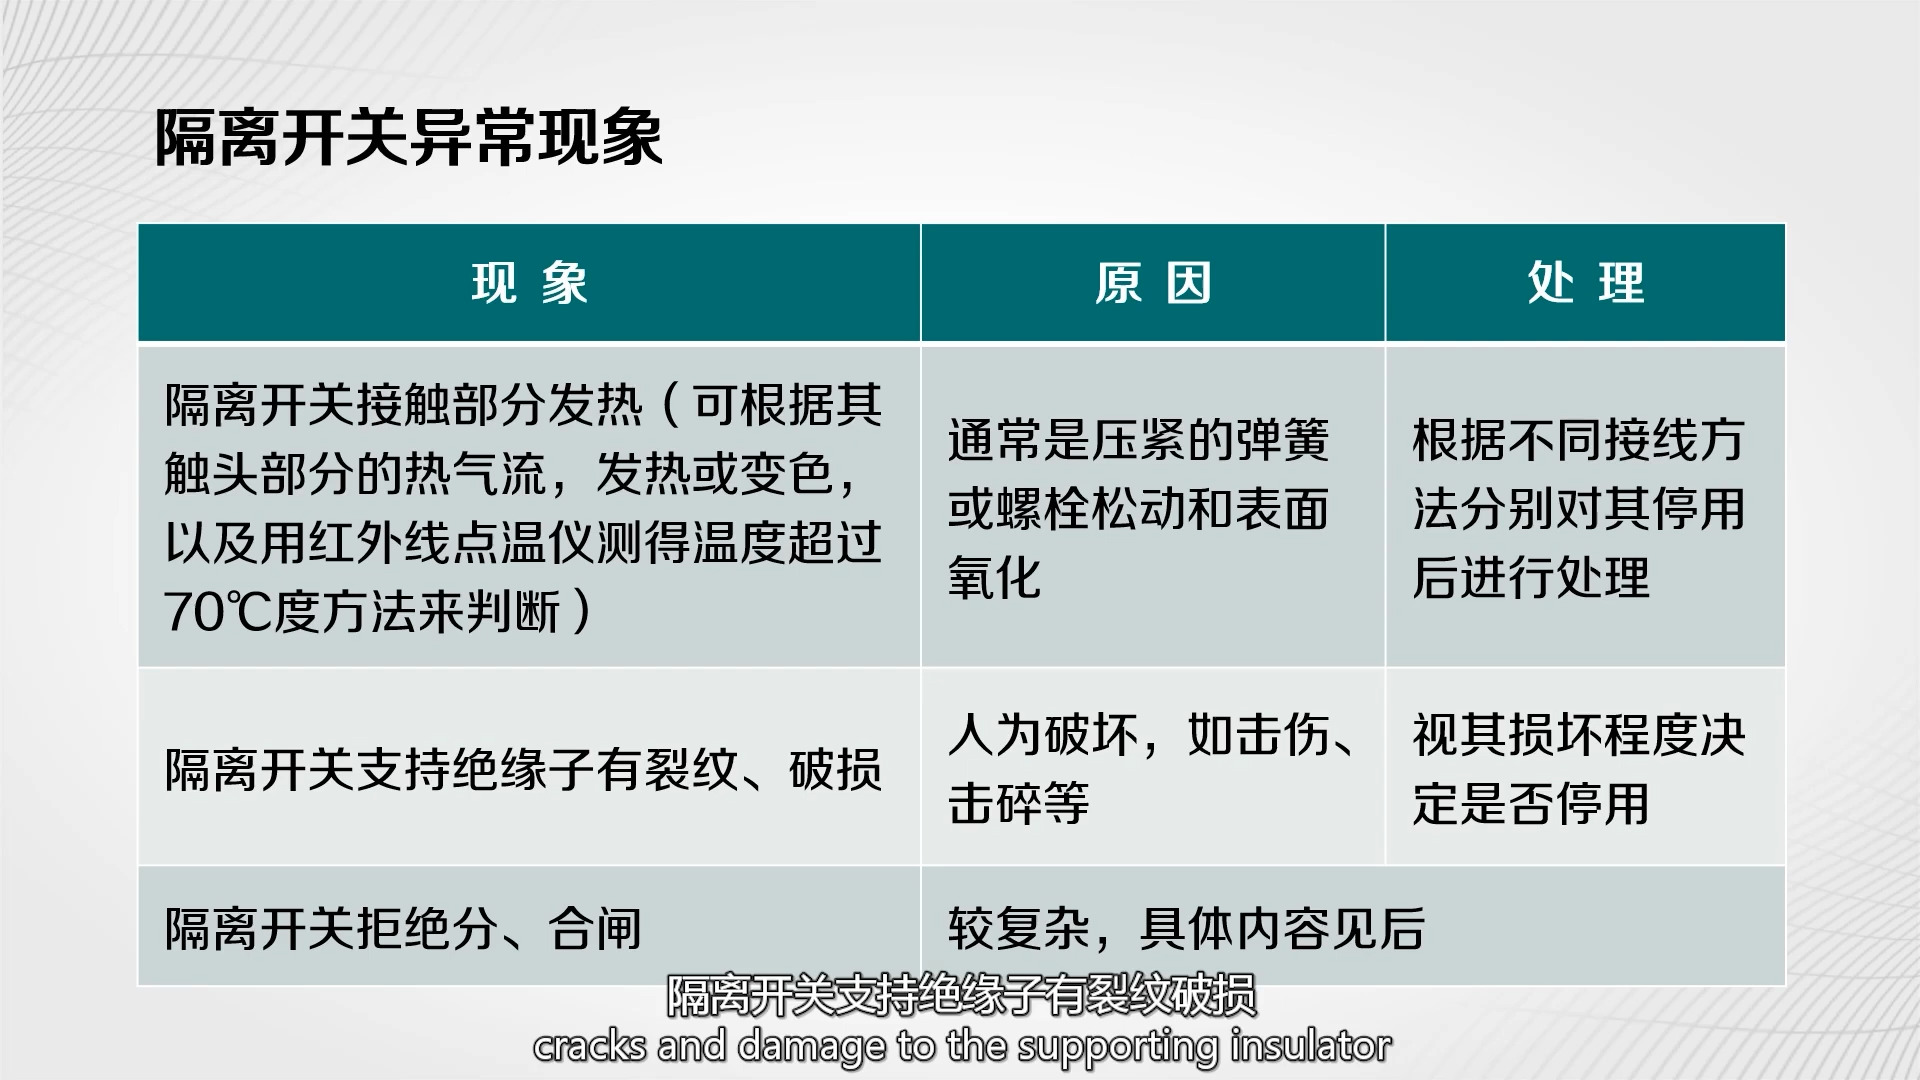 隔离开关异常现象
现 象
原 因
处 理
隔离开关接触部分发热（可根据其
触头部分的热气流，发热或变色，
以及用红外线点温仪测得温度超过
70℃度方法来判断）
通常是压紧的弹簧
或螺栓松动和表面
氧化
根据不同接线方
法分别对其停用
后进行处理
隔离开关支持绝缘子有裂纹、破损
人为破坏，如击伤、
击碎等
视其损坏程度决
定是否停用
隔离开关拒绝分、合闸
较复杂，具体内容见后
隔离开关支持绝缘子有裂纹破损
cracks and damage to the supporting insulator